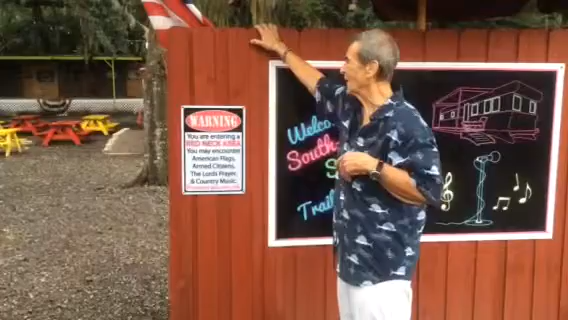 WARNING
You are entering a
RED NECK AREA
You may encounter
American Flags,
Armed Citizens,
The Lords Prayer,
& Country Music.
Welcom
South
S
Trail